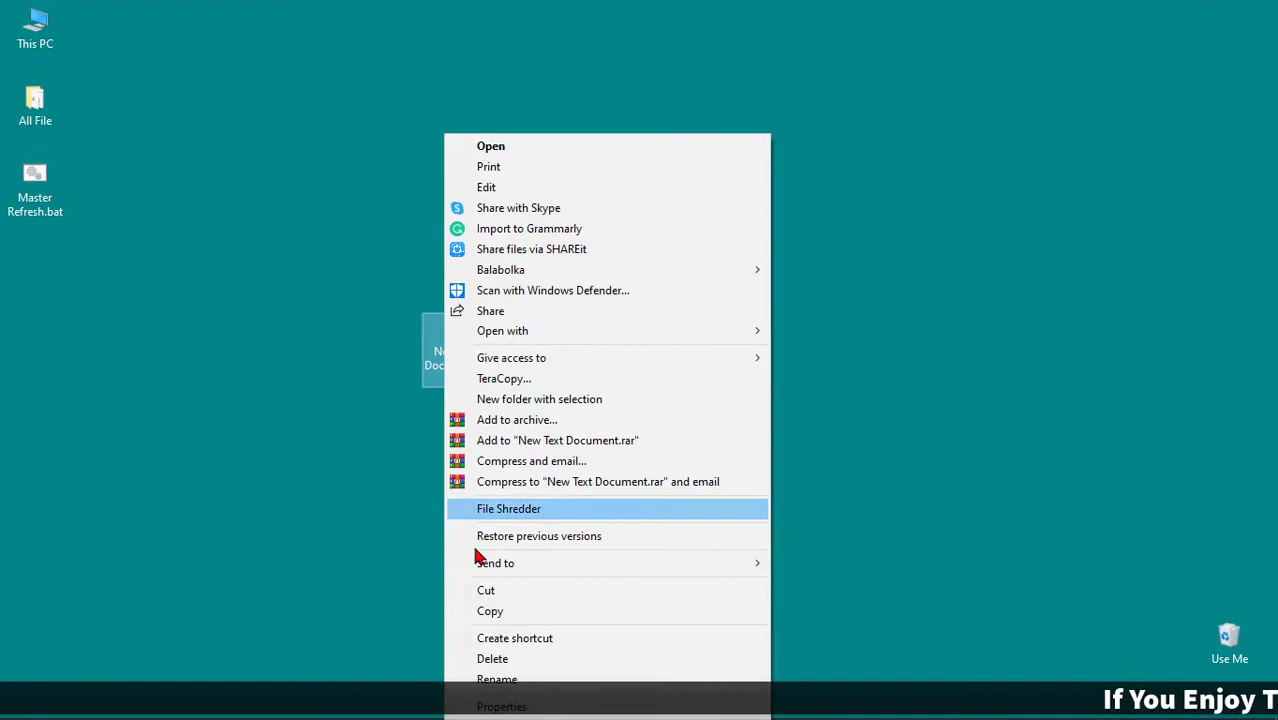 This PC
All File
Master
Refresh.bat
Open
Print
Edit
Share with Skype
Import to Grammarly
Share files via SHAREit
Balabolka
Scan with Windows Defender...
Share
Open with
Give access to
TeraCopy...
New folder with selection
Add to archive...
Add to "New Text Document.rar"
Compress and email...
Compress to "New Text Document.rar" and email
File Shredder
Restore previous versions
Send to
Cut
Copy
Create shortcut
Delete
Rename
Properties
Ne
Doc
Use Me
If You Enjoy T